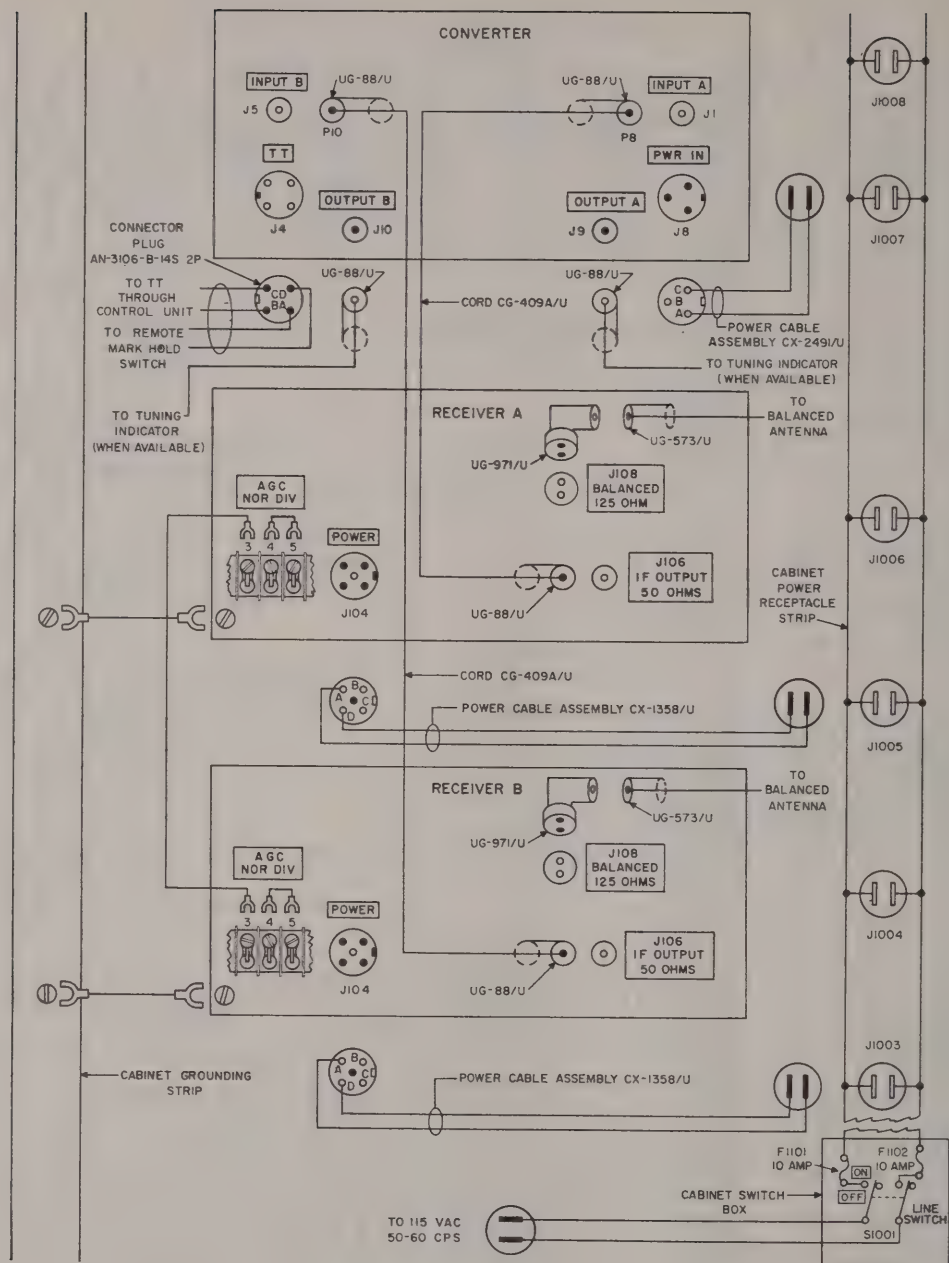 CONVERTER
INPUT B
UG-88/U
UG-88/U
INPUT A
J5
P10
P8
J1
TT
PWR IN
OUTPUT B
OUTPUT A
J4
J10
J9
J8
J1008
J1007
CONNECTOR
PLUG
AN-3106-B-14S 2P
UG-88/U
UG-88/U
TO TT
THROUGH
CONTROL UNIT
CD
BA
CORD CG-409A/U
C
B
A
POWER CABLE
ASSEMBLY CX-2491/U
TO REMOTE
MARK HOLD
SWITCH
TO TUNING INDICATOR
(WHEN AVAILABLE)
TO TUNING
INDICATOR
(WHEN AVAILABLE)
RECEIVER A
TO
BALANCED
ANTENNA
UG-573/U
UG-971/U
J108
BALANCED
125 OHM
AGC
NOR DIV
3 4 5
POWER
J104
J106
IF OUTPUT
50 OHMS
UG-88/U
J1006
CABINET
POWER
RECEPTACLE
STRIP
CORD CG-409A/U
B
A C
D
POWER CABLE ASSEMBLY CX-1358/U
J1005
RECEIVER B
TO
BALANCED
ANTENNA
UG-573/U
UG-971/U
J108
BALANCED
125 OHMS
AGC
NOR DIV
3 4 5
POWER
J104
J106
IF OUTPUT
50 OHMS
UG-88/U
J1004
J1003
CABINET GROUNDING
STRIP
B
A C
D
POWER CABLE ASSEMBLY CX-1358/U
F1101
10 AMP
F1102
10 AMP
ON
OFF
CABINET SWITCH
BOX
LINE
SWITCH
S1001
TO 115 VAC
50-60 CPS